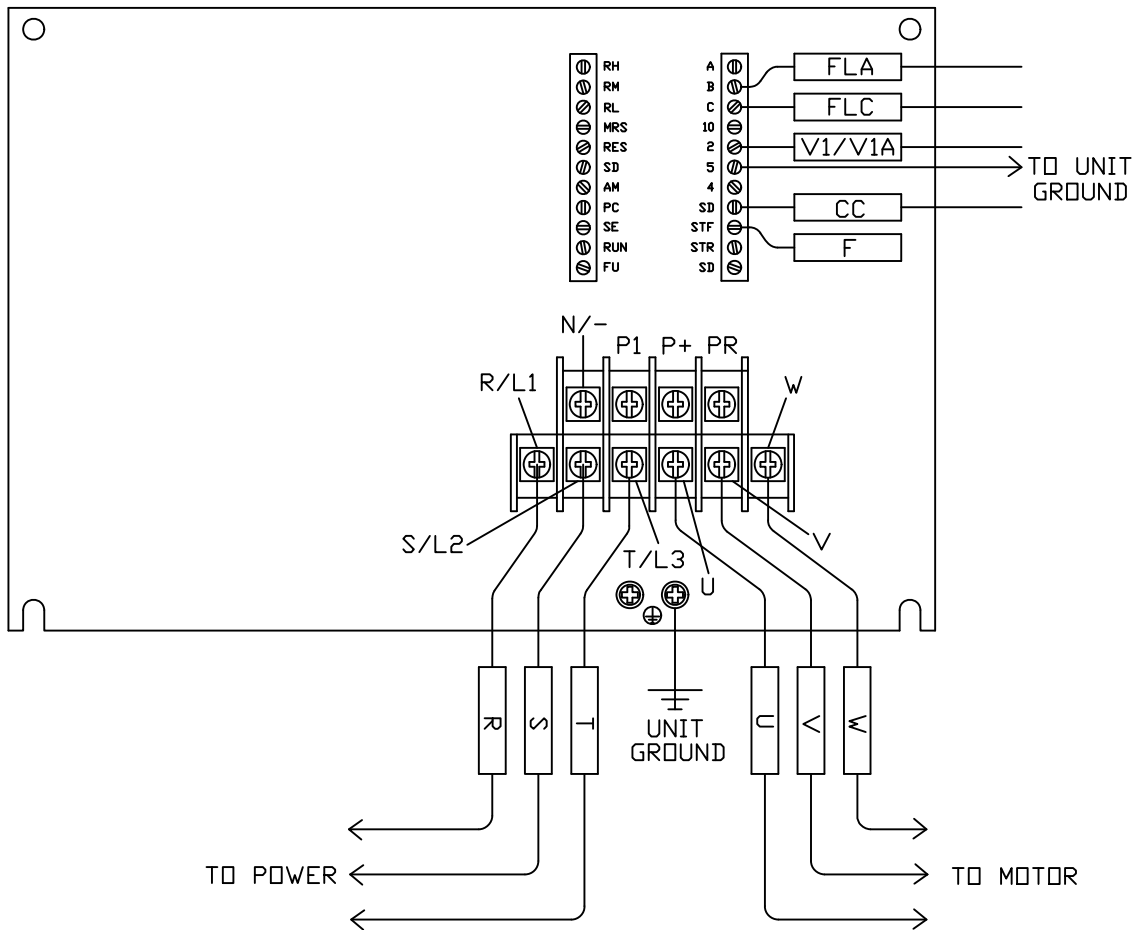 RH A FLA
RM B
RL C FLC
MRS 10
RES 2 V1/V1A
SD 5 TO UNIT
AM 4 GROUND
PC SD CC
SE STF
RUN STR F
FU SD
N/-
P1 P+ PR
R/L1 W
S/L2 V
T/L3
U
R S T U V W
UNIT
GROUND
TO POWER TO MOTOR